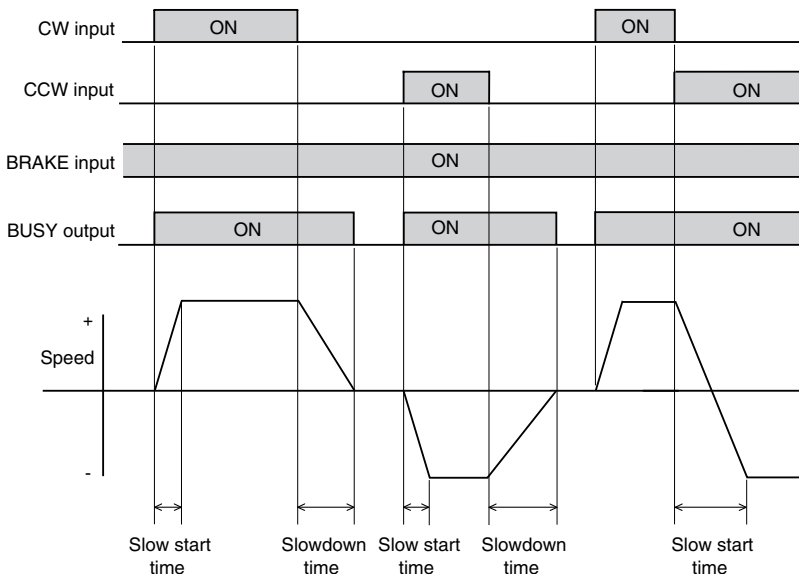 CW input
ON
ON
CCW input
ON
ON
BRAKE input
ON
BUSY output
ON
ON
ON
+
Speed
-
Slow start
time
Slowdown
time
Slow start
time
Slowdown
time
Slow start
time